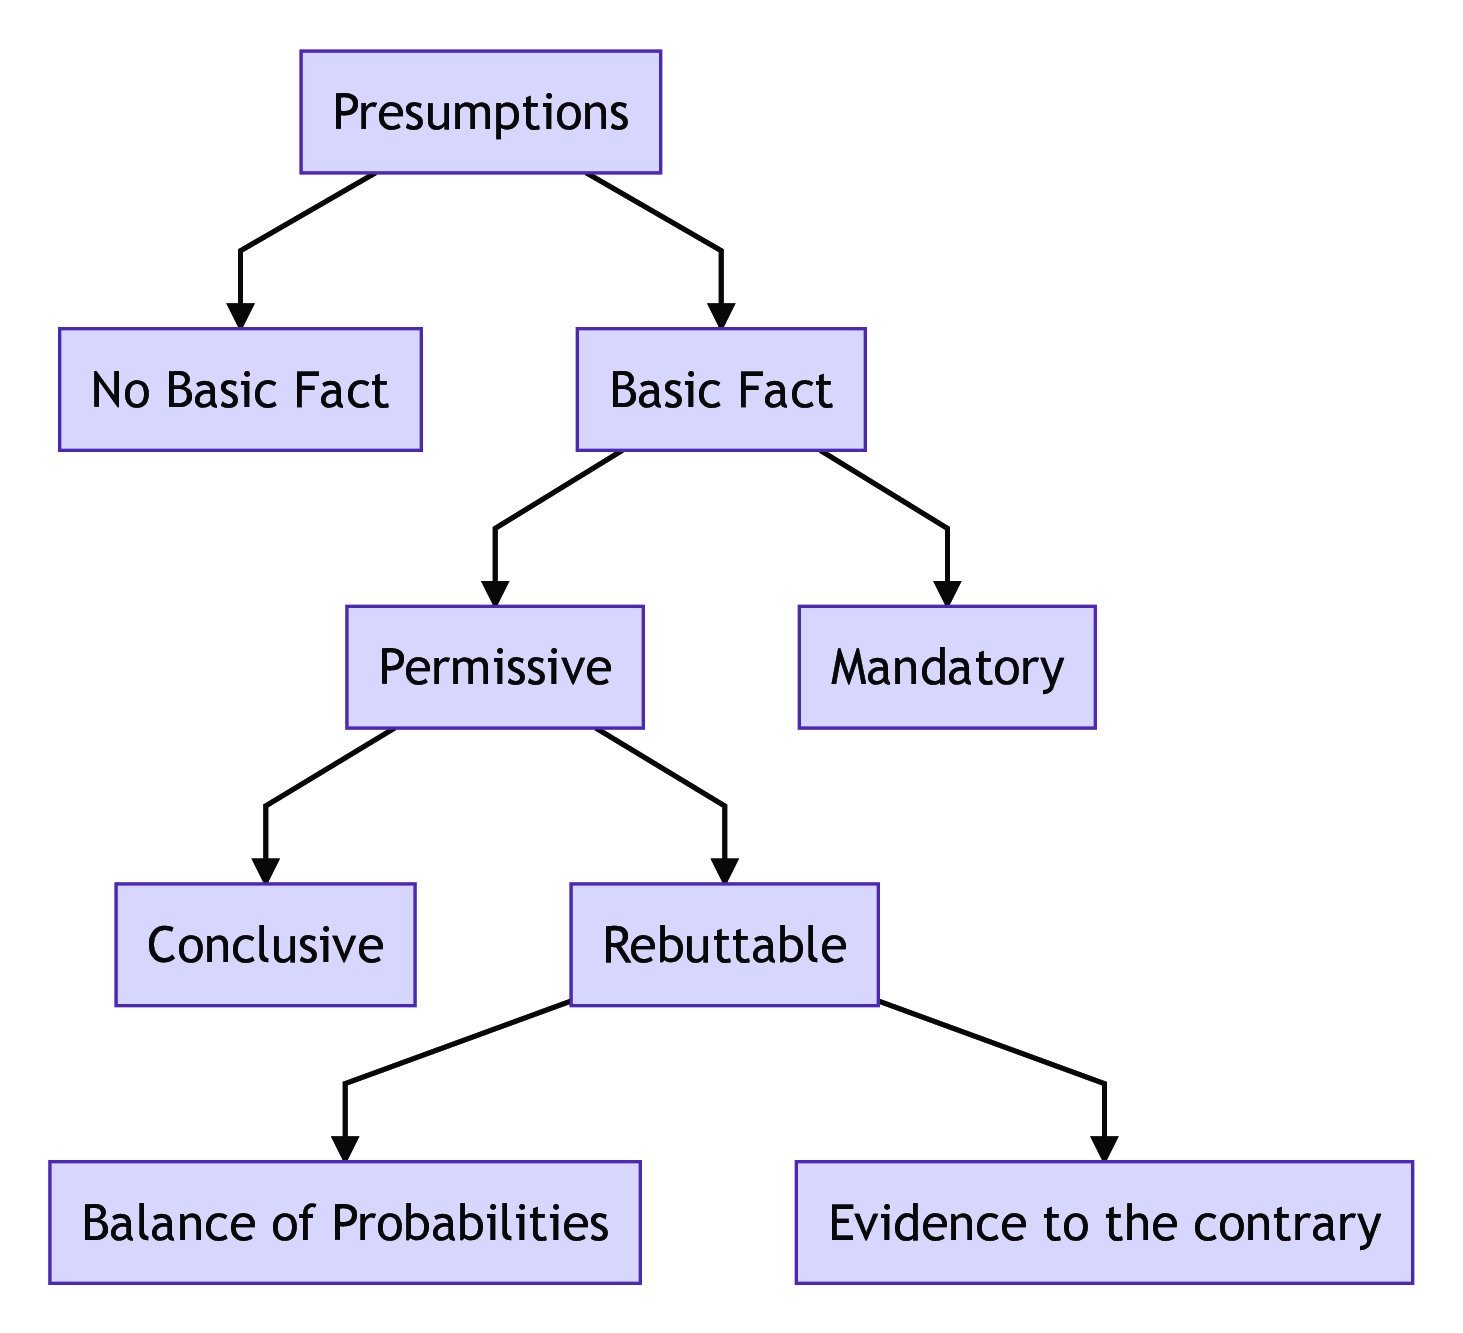 Presumptions
No Basic Fact
Basic Fact
Permissive
Mandatory
Conclusive
Rebuttable
Balance of Probabilities
Evidence to the contrary